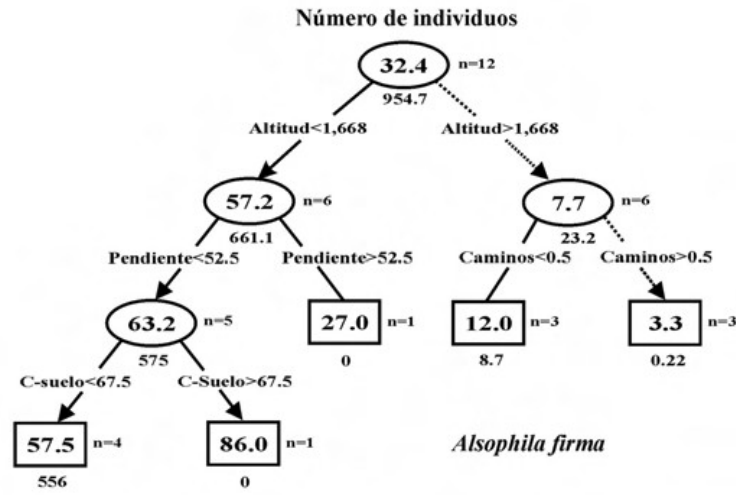 Número de individuos
32.4 n=12
954.7
Altitud<1,668 Altitud>1,668
57.2 n=6 7.7 n=6
661.1 23.2
Pendiente<52.5 Pendiente>52.5 Caminos<0.5 Caminos>0.5
63.2 n=5 27.0 n=1 12.0 n=3 3.3 n=3
575 0 8.7 0.22
C-suelo<67.5 C-Suelo>67.5
57.5 n=4 86.0 n=1 Alsophila firma
556 0